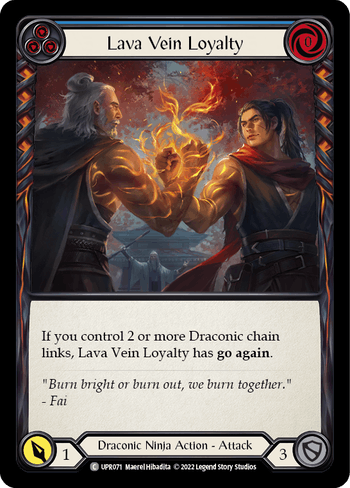 Lava Vein Loyalty
If you control 2 or more Draconic chain
links, Lava Vein Loyalty has go again.
"Burn bright or burn out, we burn together."
- Fai
1
Draconic Ninja Action - Attack
3
C UPR071 Maerel Hibadita © 2022 Legend Story Studios